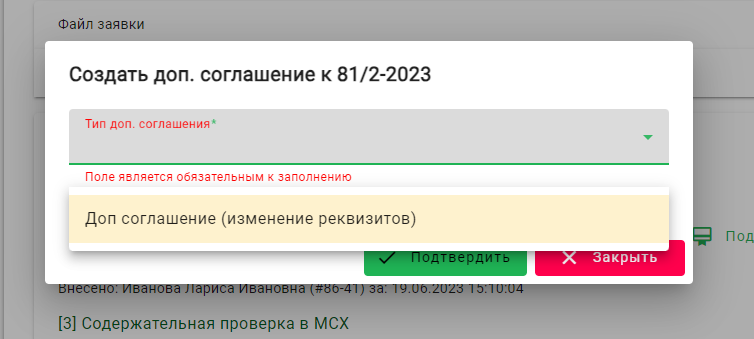 Файл заявки
Создать доп. соглашение к 81/2-2023
Тип доп. соглашения*
Поле является обязательным к заполнению
Доп соглашение (изменение реквизитов)
Под
Подтвердить
Закрыть
Внесено: Иванова Лариса Ивановна (#86-41) за: 19.06.2023 15:10:04
[3] Содержательная проверка в МСХ